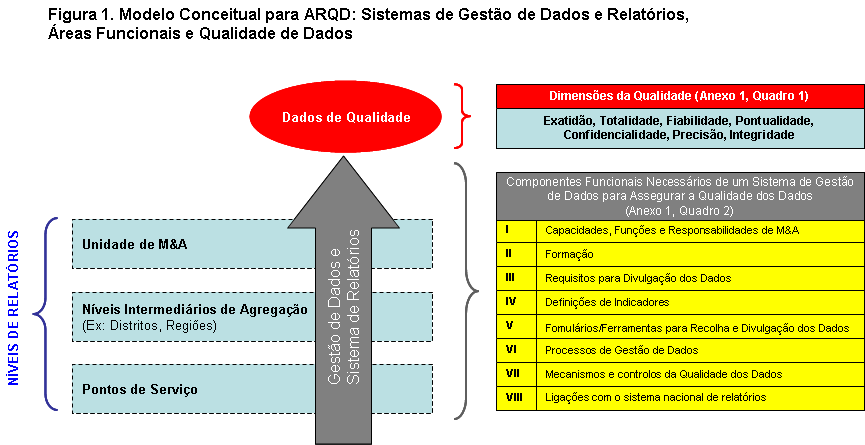 Figura 1. Modelo Conceitual para ARQD: Sistemas de Gestão de Dados e Relatórios,
Áreas Funcionais e Qualidade de Dados
Dados de Qualidade
Dimensões da Qualidade (Anexo 1, Quadro 1)
Exatidão, Totalidade, Fiabilidade, Pontualidade,
Confidencialidade, Precisão, Integridade
NÍVEIS DE RELATÓRIOS
Unidade de M&A
Níveis Intermediários de Agregação
(Ex: Distritos, Regiões)
Pontos de Serviço
Gestão de Dados e
Sistema de Relatórios
Componentes Funcionais Necessários de um Sistema de Gestão
de Dados para Assegurar a Qualidade dos Dados
(Anexo 1, Quadro 2)
I Capacidades, Funções e Responsabilidades de M&A
II Formação
III Requisitos para Divulgação dos Dados
IV Definições de Indicadores
V Fomulários/Ferramentas para Recolha e Divulgação dos Dados
VI Processos de Gestão de Dados
VII Mecanismos e controlos da Qualidade dos Dados
VIII Ligações com o sistema nacional de relatórios